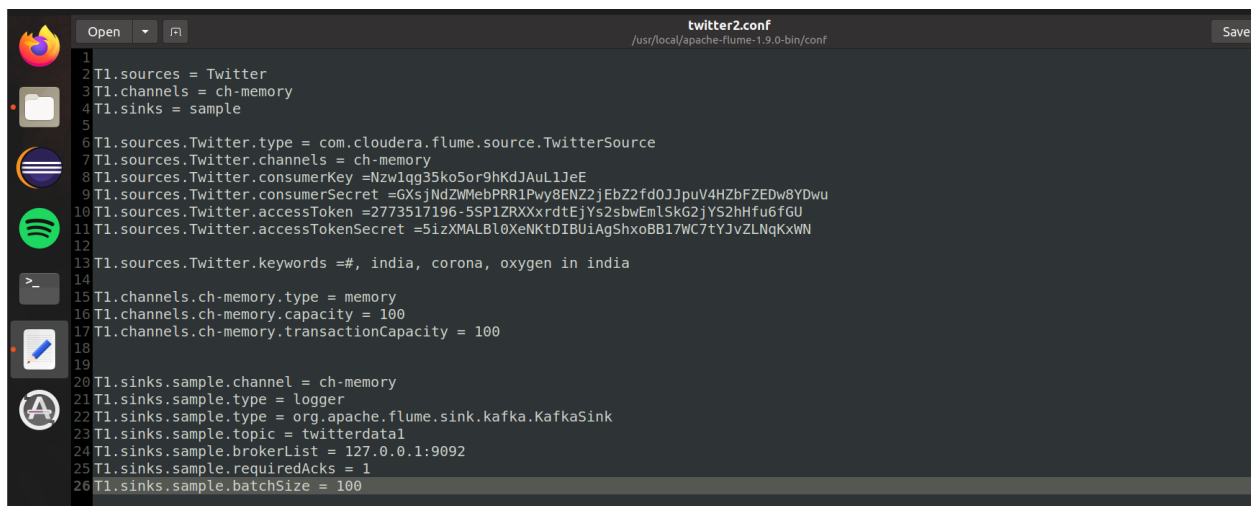 Open
twitter2.conf
/usr/local/apache-flume-1.9.0-bin/conf
Save
1
2 T1.sources = Twitter
3 T1.channels = ch-memory
4 T1.sinks = sample
5
6 T1.sources.Twitter.type = com.cloudera.flume.source.TwitterSource
7 T1.sources.Twitter.channels = ch-memory
8 T1.sources.Twitter.consumerKey =Nzw1qg35ko5or9hKdJAuL1JeE
9 T1.sources.Twitter.consumerSecret =GXsjNdZWMebPRR1Pwy8ENZ2jEbZ2fdOJJpuV4HZbFZEDw8YDwu
10 T1.sources.Twitter.accessToken =2773517196-5SP1ZRXXxrdtEjYs2sbwEmlSkG2jYS2hHfu6fGU
11 T1.sources.Twitter.accessTokenSecret =5izXMALBl0XeNKtDIBUiAgShxoBB17WC7tYJvZLNqKxWN
12
13 T1.sources.Twitter.keywords =#, india, corona, oxygen in india
14
15 T1.channels.ch-memory.type = memory
16 T1.channels.ch-memory.capacity = 100
17 T1.channels.ch-memory.transactionCapacity = 100
18
19
20 T1.sinks.sample.channel = ch-memory
21 T1.sinks.sample.type = logger
22 T1.sinks.sample.type = org.apache.flume.sink.kafka.KafkaSink
23 T1.sinks.sample.topic = twitterdata1
24 T1.sinks.sample.brokerList = 127.0.0.1:9092
25 T1.sinks.sample.requiredAcks = 1
26 T1.sinks.sample.batchSize = 100